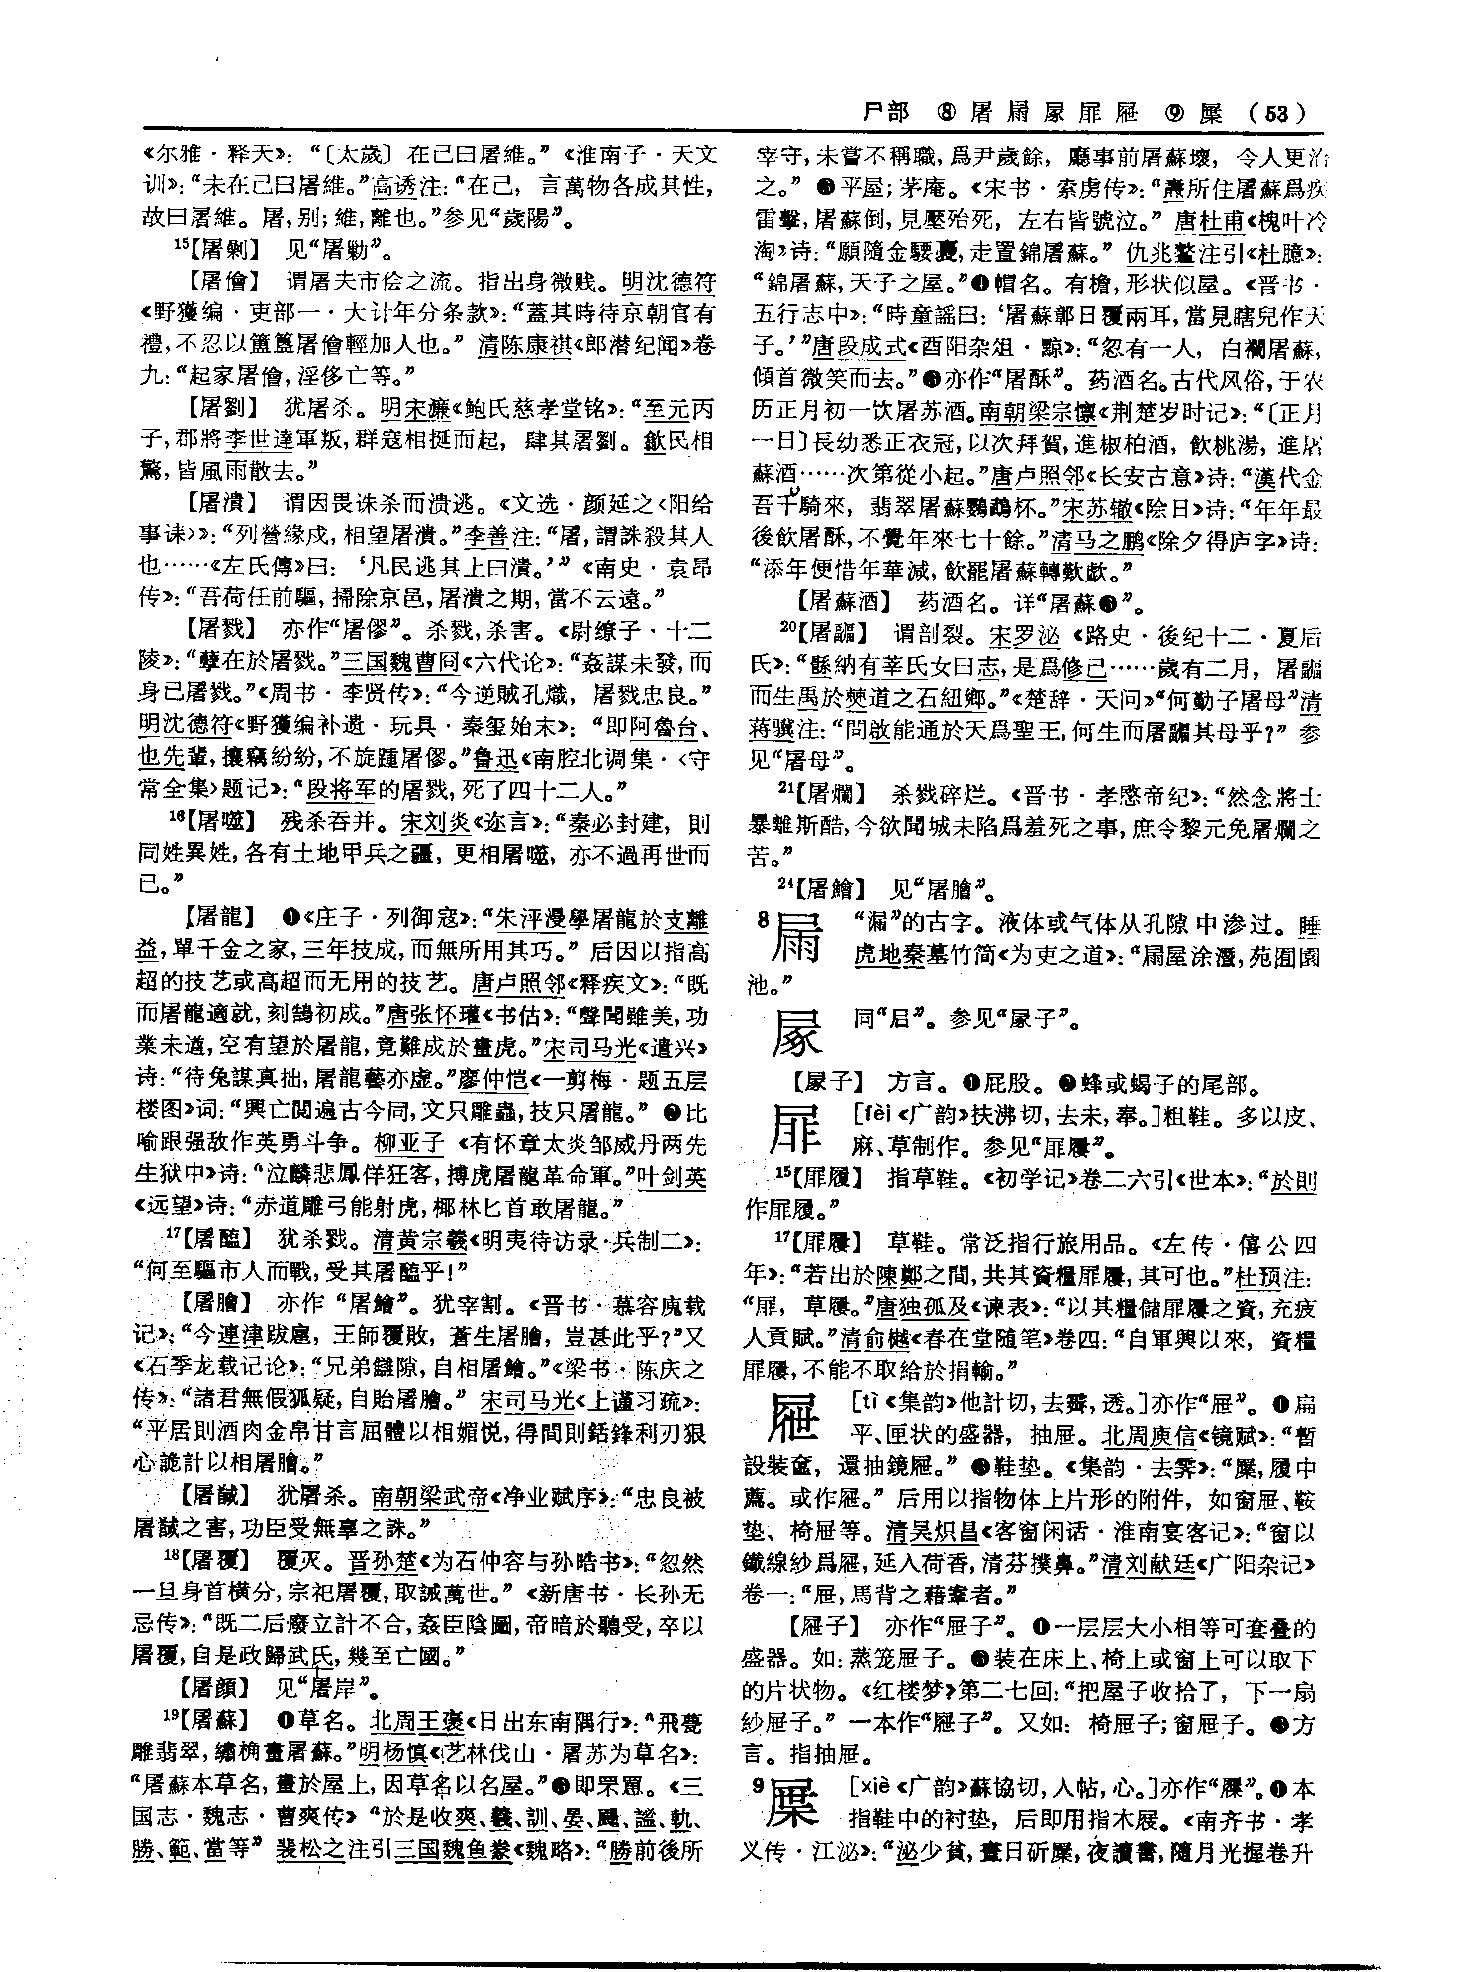 尸部 ⑧屠屚㞘屝屜 ⑨屟 (53)
《尔雅·释天》：“〔太歲〕在己曰屠維。”《淮南子·天文
训》：“未在己曰屠維。”高诱注：“在己，言萬物各成其性，
故曰屠維。屠，别；維，離也。”参见“歲陽”。
15【屠剿】 见“屠勦”。
【屠儈】 谓屠夫市侩之流。指出身微贱。明沈德符
《野獲编·吏部一·大计年分条款》：“蓋其時待京朝官有
禮，不忍以簠簋屠儈輕加人也。”清陈康祺《郎潜纪闻》卷
九：“起家屠儈，淫侈亡等。”
【屠劉】 犹屠杀。明宋濂《鲍氏慈孝堂铭》：“至元丙
子，郡將李世達軍叛，群寇相挺而起，肆其屠劉。歙民相
驚，皆風雨散去。”
【屠潰】 谓因畏诛杀而溃逃。《文选·颜延之〈阳给
事诔〉》：“列營緣戍，相望屠潰。”李善注：“屠，謂誅殺其人
也……《左氏傳》曰：‘凡民逃其上曰潰。’”《南史·袁昂
传》：“吾荷任前驅，掃除京邑，屠潰之期，當不云遠。”
【屠戮】 亦作“屠僇”。杀戮，杀害。《尉缭子·十二
陵》：“孽在於屠戮。”三国魏曹冏《六代论》：“姦謀未發，而
身已屠戮。”《周书·李贤传》：“今逆賊孔熾，屠戮忠良。”
明沈德符《野獲编补遗·玩具·秦玺始末》：“即阿魯台、
也先輩，攘竊紛紛，不旋踵屠僇。”鲁迅《南腔北调集·〈守
常全集〉题记》：“段将军的屠戮，死了四十二人。”
16【屠噬】 残杀吞并。宋刘炎《迩言》：“秦必封建，則
同姓異姓，各有土地甲兵之疆，更相屠噬，亦不過再世而
已。”
【屠龍】 ❶《庄子·列御寇》：“朱泙漫學屠龍於支離
益，單千金之家，三年技成，而無所用其巧。”后因以指高
超的技艺或高超而无用的技艺。唐卢照邻《释疾文》：“既
而屠龍適就，刻鵠初成。”唐张怀瓘《书估》：“聲聞雖美，功
業未遒，空有望於屠龍，竟難成於畫虎。”宋司马光《遣兴》
诗：“待兔謀真拙，屠龍藝亦虚。”廖仲恺《一剪梅·题五层
楼图》词：“興亡閲遍古今同，文只雕蟲，技只屠龍。”❷比
喻跟强敌作英勇斗争。柳亚子《有怀章太炎邹威丹两先
生狱中》诗：“泣麟悲鳳佯狂客，搏虎屠龍革命軍。”叶剑英
《远望》诗：“赤道雕弓能射虎，椰林匕首敢屠龍。”
17【屠醢】 犹杀戮。清黄宗羲《明夷待访录·兵制二》：
“何至驅市人而戰，受其屠醢乎！”
【屠膾】 亦作“屠鱠”。犹宰割。《晋书·慕容廆载
记》：“今連津跋扈，王師覆敗，蒼生屠膾，豈甚此乎？”又
《石季龙载记论》：“兄弟讎隙，自相屠鱠。”《梁书·陈庆之
传》：“諸君無假狐疑，自貽屠膾。”宋司马光《上谨习疏》：
“平居則酒肉金帛甘言屈體以相媚悦，得間則銛鋒利刃狠
心詭計以相屠膾。”
【屠馘】 犹屠杀。南朝梁武帝《净业赋序》：“忠良被
屠馘之害，功臣受無辜之誅。”
18【屠覆】 覆灭。晋孙楚《为石仲容与孙晧书》：“忽然
一旦身首横分，宗祀屠覆，取誡萬世。”《新唐书·长孙无
忌传》：“既二后廢立計不合，姦臣陰圖，帝暗於聽受，卒以
屠覆，自是政歸武氏，幾至亡國。”
【屠顔】 见“屠岸”。
19【屠蘇】 ❶草名。北周王褒《日出东南隅行》：“飛甍
雕翡翠，繡桷畫屠蘇。”明杨慎《艺林伐山·屠苏为草名》：
“屠蘇本草名，畫於屋上，因草名以名屋。”❷即罘罳。《三
国志·魏志·曹爽传》“於是收爽、羲、訓、晏、颺、謐、軌、
勝、範、當等”裴松之注引三国魏鱼豢《魏略》：“勝前後所
宰守，未嘗不稱職，爲尹歲餘，廳事前屠蘇壞，令人更治
之。”❸平屋；茅庵。《宋书·索虏传》：“燾所住屠蘇爲疾
雷擊，屠蘇倒，見壓殆死，左右皆號泣。”唐杜甫《槐叶冷
淘》诗：“願隨金騕褭，走置錦屠蘇。”仇兆鳌注引《杜臆》：
“錦屠蘇，天子之屋。”❹帽名。有檐，形状似屋。《晋书·
五行志中》：“時童謡曰：‘屠蘇鄣日覆兩耳，當見瞎兒作天
子。’”唐段成式《酉阳杂俎·黥》：“忽有一人，白襴屠蘇，
傾首微笑而去。”❺亦作“屠酥”。药酒名。古代风俗，于农
历正月初一饮屠苏酒。南朝梁宗懔《荆楚岁时记》：“〔正月
一日〕長幼悉正衣冠，以次拜賀，進椒柏酒，飲桃湯，進屠
蘇酒……次第從小起。”唐卢照邻《长安古意》诗：“漢代金
吾千騎來，翡翠屠蘇鸚鵡杯。”宋苏辙《除日》诗：“年年最
後飲屠酥，不覺年來七十餘。”清马之鹏《除夕得庐字》诗：
“添年便惜年華減，飲罷屠蘇轉歎歔。”
【屠蘇酒】 药酒名。详“屠蘇❺”。
20【屠疈】 谓剖裂。宋罗泌《路史·後纪十二·夏后
氏》：“鯀納有莘氏女曰志，是爲修己……歲有二月，屠疈
而生禹於僰道之石紐鄉。”《楚辞·天问》“何勤子屠母”清
蒋骥注：“問啟能通於天爲聖王，何生而屠疈其母乎？”参
见“屠母”。
21【屠爛】 杀戮碎烂。《晋书·孝愍帝纪》：“然念將士
暴離斯酷，今欲聞城未陷爲羞死之事，庶令黎元免屠爛之
苦。”
24【屠鱠】 见“屠膾”。
8 屚 “漏”的古字。液体或气体从孔隙中渗过。睡
虎地秦墓竹简《为吏之道》：“屚屋涂溼，苑囿園
池。”
㞘 同“㞘”。参见“㞘子”。
【㞘子】 方言。❶屁股。❷蜂或蝎子的尾部。
屝 [fèi《广韵》扶沸切，去未，奉。]粗鞋。多以皮、
麻、草制作。参见“屝屨”。
15【屝履】 指草鞋。《初学记》卷二六引《世本》：“於則
作屝履。”
17【屝屨】 草鞋。常泛指行旅用品。《左传·僖公四
年》：“若出於陳鄭之間，共其資糧屝屨，其可也。”杜预注：
“屝，草屨。”唐独孤及《谏表》：“以其糧儲屝屨之資，充疲
人貢賦。”清俞樾《春在堂随笔》卷四：“自軍興以來，資糧
屝屨，不能不取給於捐輸。”
屜 [tì《集韵》他計切，去霽，透。]亦作“屉”。❶扁
平、匣状的盛器，抽屜。北周庾信《镜赋》：“暫
設裝奩，還抽鏡屜。”❷鞋垫。《集韵·去霁》：“屟，履中
薦。或作屜。”后用以指物体上片形的附件，如窗屜、鞍
垫、椅屉等。清吴炽昌《客窗闲话·淮南宴客记》：“窗以
鐵線紗爲屜，延入荷香，清芬撲鼻。”清刘献廷《广阳杂记》
卷一：“屉，馬背之藉鞌者。”
【屜子】 亦作“屉子”。❶一层层大小相等可套叠的
盛器。如：蒸笼屉子。❷装在床上、椅上或窗上可以取下
的片状物。《红楼梦》第二七回：“把屋子收拾了，下一扇
紗屉子。”一本作“屜子”。又如：椅屉子；窗屉子。❸方
言。指抽屉。
9 屟 [xiè《广韵》蘇協切，入帖，心。]亦作“屧”。❶本
指鞋中的衬垫，后即用指木屐。《南齐书·孝
义传·江泌》：“泌少貧，晝日斫屟，夜讀書，隨月光握卷升